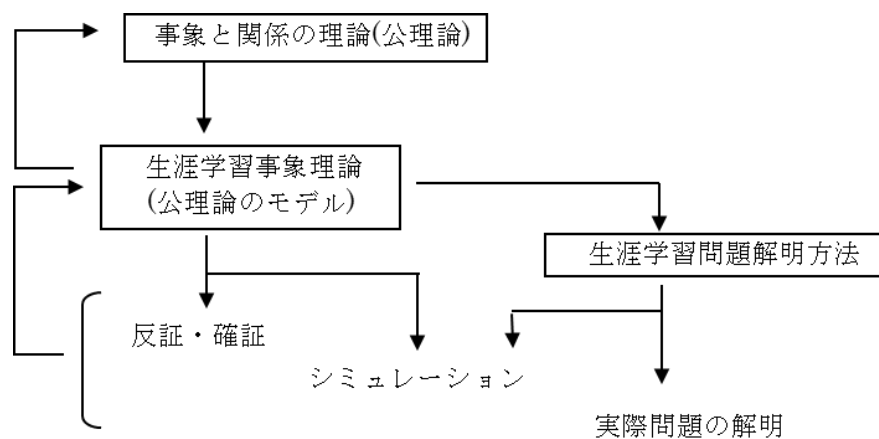 事象と関係の理論(公理論)
生涯学習事象理論
(公理論のモデル)
生涯学習問題解明方法
反証・確証
シミュレーション
実際問題の解明